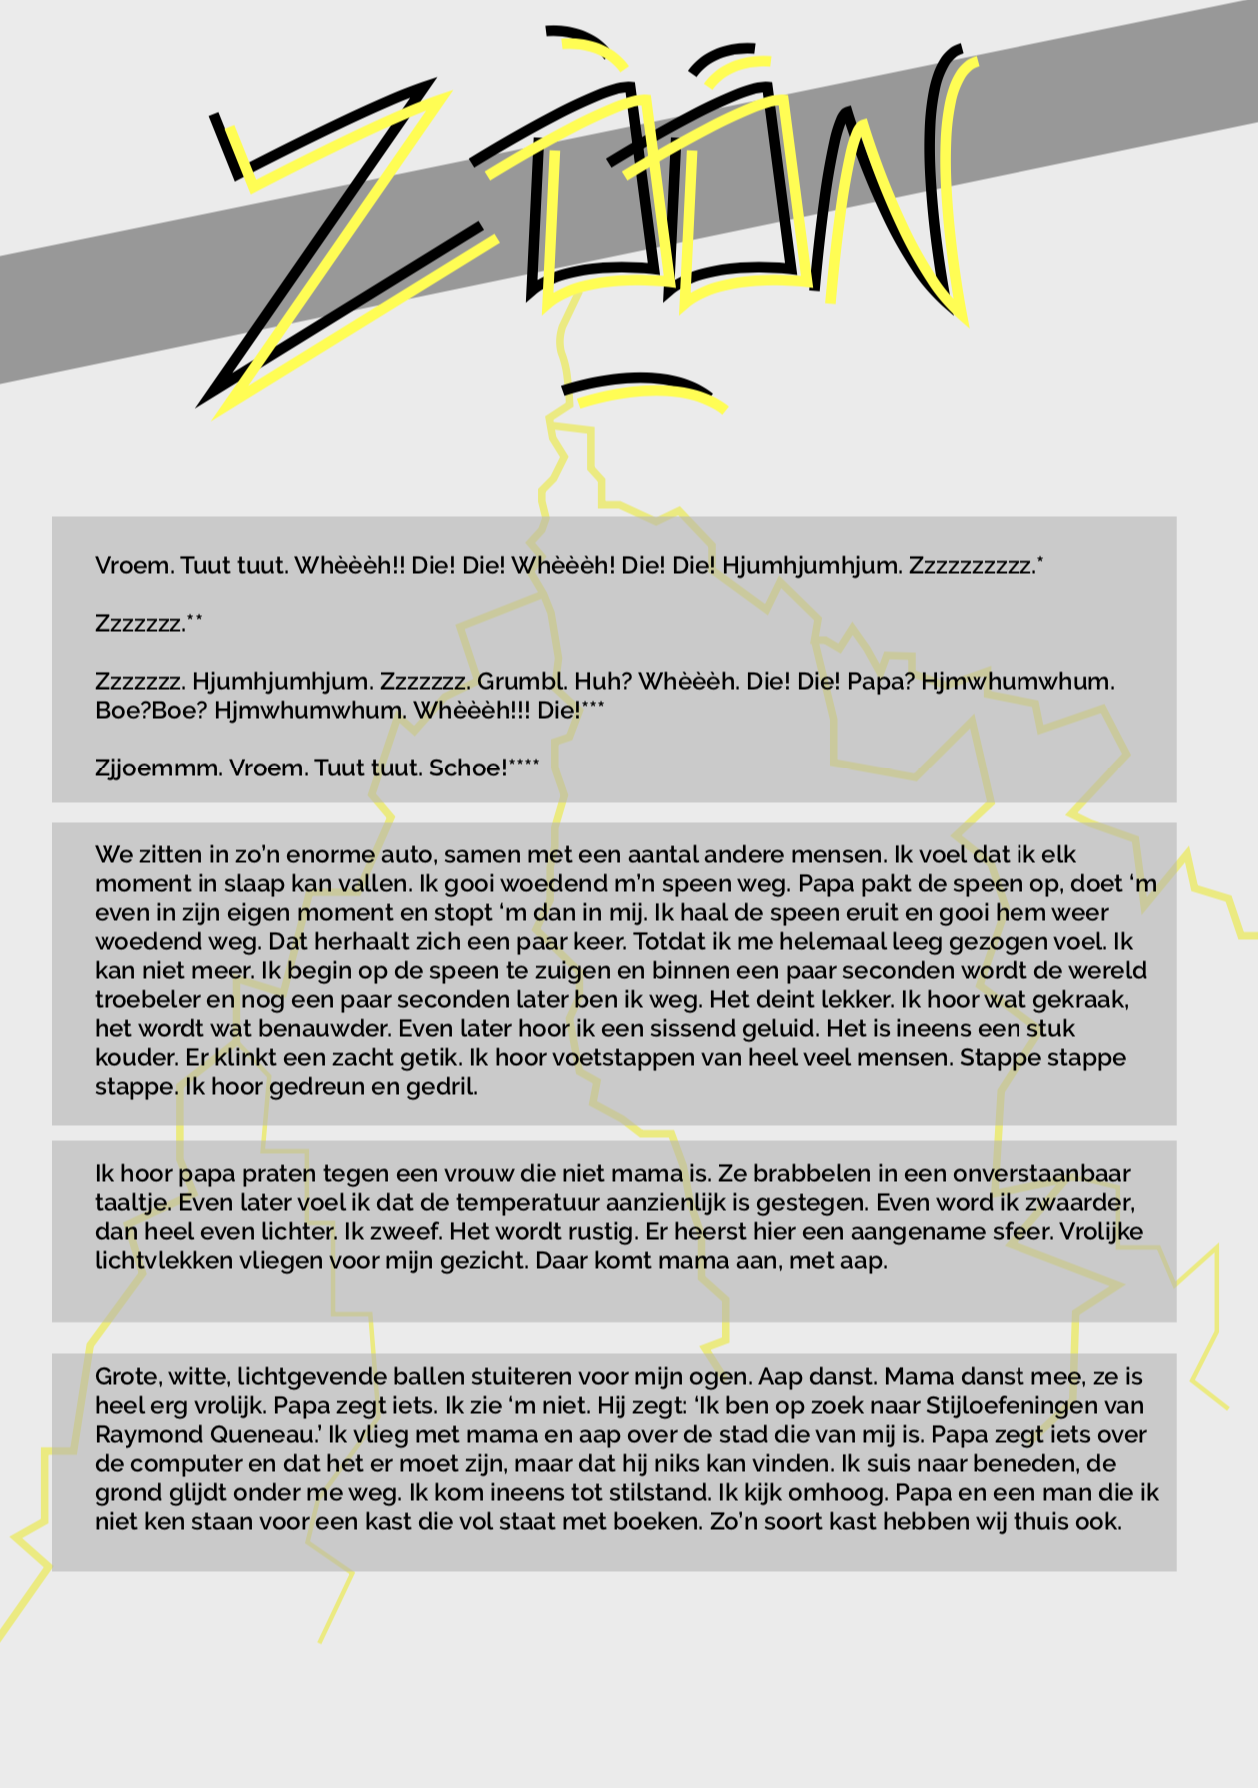 Vroem. Tuut tuut. Whèèèh!! Die! Die! Whèèèh! Die! Die! Hjumhjumhjum. Zzzzzzzzzz.*
Zzzzzzz.**
Zzzzzzz. Hjumhjumhjum. Zzzzzzz. Grumbl. Huh? Whèèèh. Die! Die! Papa? Hjmwhumwhum.
Boe?Boe? Hjmwhumwhum. Whèèèh!!! Die!***
Zjjoemmm. Vroem. Tuut tuut. Schoe!****
We zitten in zo’n enorme auto, samen met een aantal andere mensen. Ik voel dat ik elk
moment in slaap kan vallen. Ik gooi woedend m’n speen weg. Papa pakt de speen op, doet ‘m
even in zijn eigen moment en stopt ‘m dan in mij. Ik haal de speen eruit en gooi hem weer
woedend weg. Dat herhaalt zich een paar keer. Totdat ik me helemaal leeg gezogen voel. Ik
kan niet meer. Ik begin op de speen te zuigen en binnen een paar seconden wordt de wereld
troebeler en nog een paar seconden later ben ik weg. Het deint lekker. Ik hoor wat gekraak,
het wordt wat benauwder. Even later hoor ik een sissend geluid. Het is ineens een stuk
kouder. Er klinkt een zacht getik. Ik hoor voetstappen van heel veel mensen. Stappe stappe
stappe. Ik hoor gedreun en gedril.
Ik hoor papa praten tegen een vrouw die niet mama is. Ze brabbelen in een onverstaanbaar
taaltje. Even later voel ik dat de temperatuur aanzienlijk is gestegen. Even word ik zwaarder,
dan heel even lichter. Ik zweef. Het wordt rustig. Er heerst hier een aangename sfeer. Vrolijke
lichtvlekken vliegen voor mijn gezicht. Daar komt mama aan, met aap.
Grote, witte, lichtgevende ballen stuiteren voor mijn ogen. Aap danst. Mama danst mee, ze is
heel erg vrolijk. Papa zegt iets. Ik zie ‘m niet. Hij zegt: ‘Ik ben op zoek naar Stijloefeningen van
Raymond Queneau.’ Ik vlieg met mama en aap over de stad die van mij is. Papa zegt iets over
de computer en dat het er moet zijn, maar dat hij niks kan vinden. Ik suis naar beneden, de
grond glijdt onder me weg. Ik kom ineens tot stilstand. Ik kijk omhoog. Papa en een man die ik
niet ken staan voor een kast die vol staat met boeken. Zo’n soort kast hebben wij thuis ook.